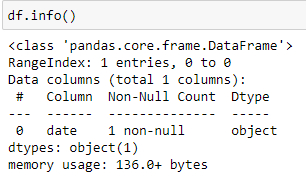 df.info()
<class 'pandas.core.frame.DataFrame'>
RangeIndex: 1 entries, 0 to 0
Data columns (total 1 columns):
 #   Column  Non-Null Count  Dtype
---  ------  --------------  -----
 0   date    1 non-null      object
dtypes: object(1)
memory usage: 136.0+ bytes